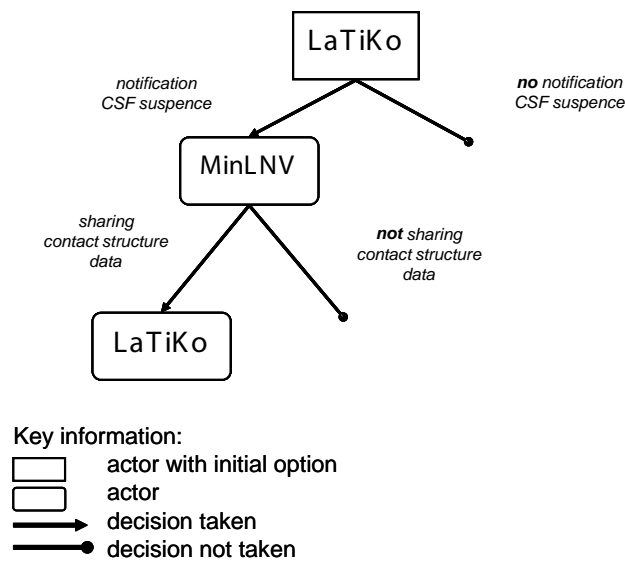 LaTiKo
notification
CSF suspence
no notification
CSF suspence
MinLNV
sharing
contact structure
data
not sharing
contact structure
data
LaTiKo
Key information:
actor with initial option
actor
decision taken
decision not taken